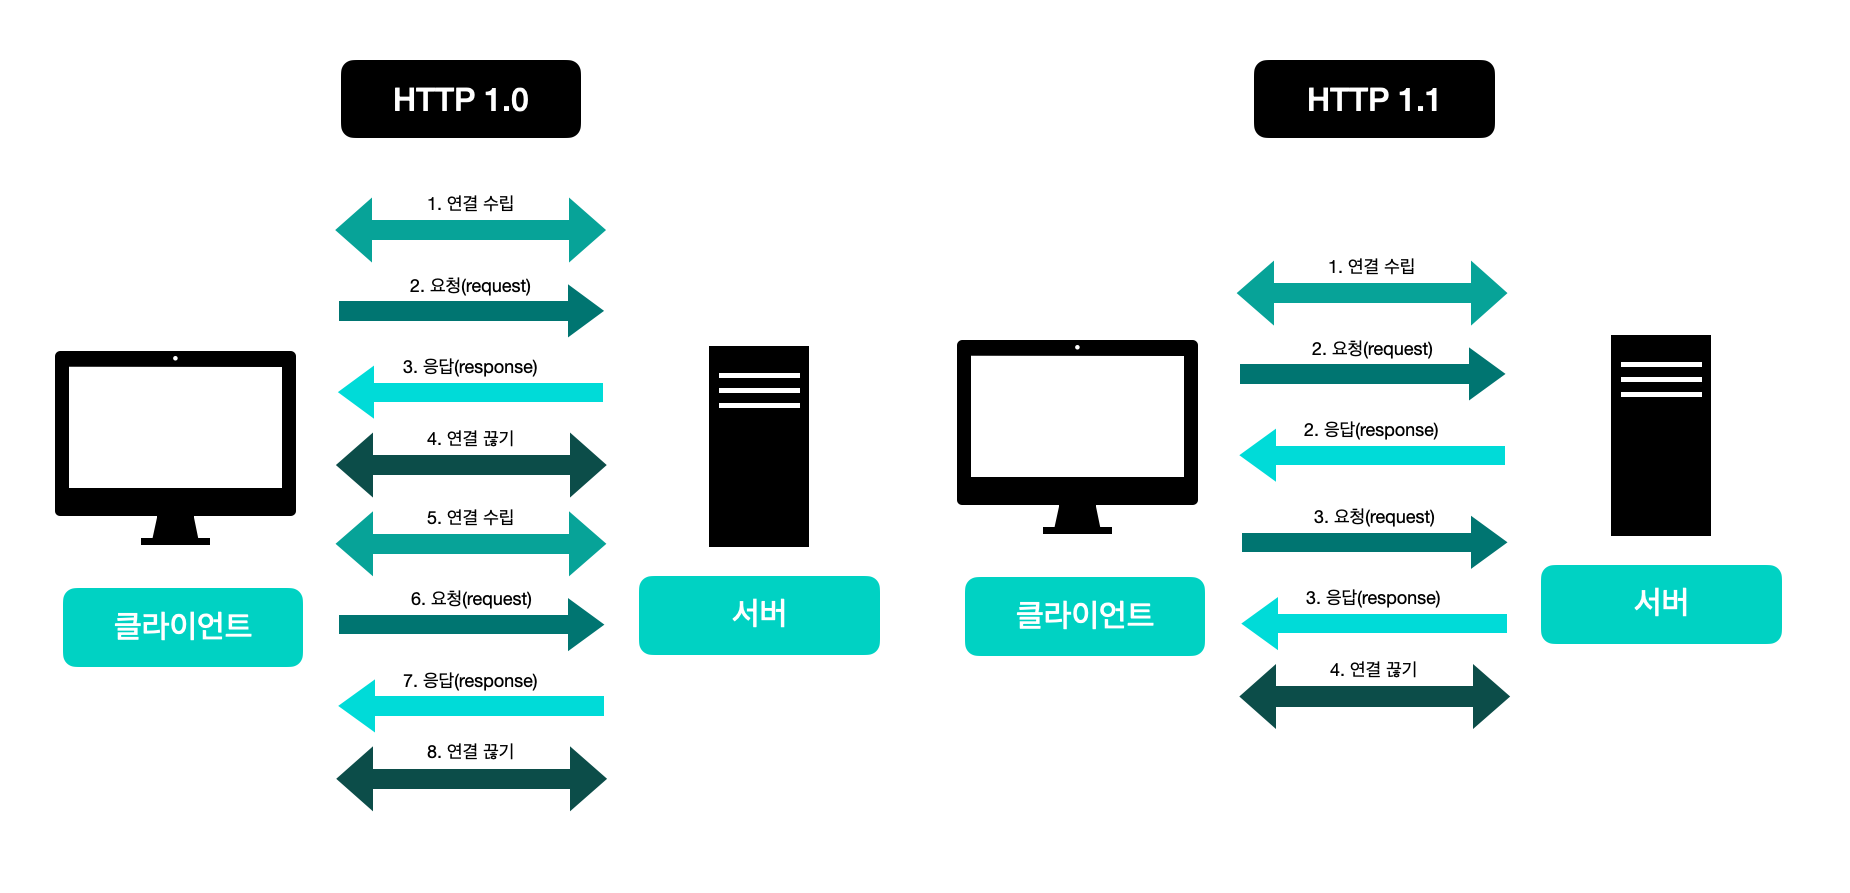 HTTP 1.0
1. 연결 수립
2. 요청(request)
3. 응답(response)
4. 연결 끊기
5. 연결 수립
6. 요청(request)
7. 응답(response)
8. 연결 끊기
클라이언트
서버
HTTP 1.1
1. 연결 수립
2. 요청(request)
2. 응답(response)
3. 요청(request)
3. 응답(response)
4. 연결 끊기
클라이언트
서버